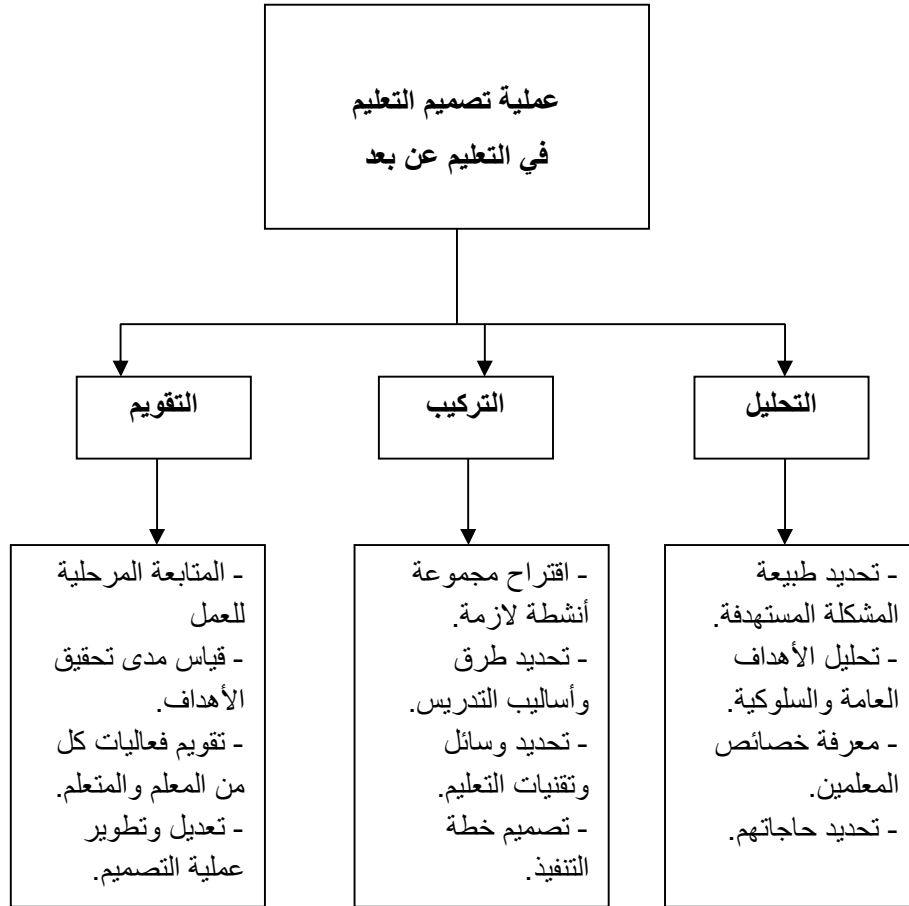 عملية تصميم التعليم
في التعليم عن بعد
التحليل
التركيب
التقويم
- تحديد طبيعة
المشكلة المستهدفة.
- تحليل الأهداف
العامة والسلوكية.
- معرفة خصائص
المعلمين.
- تحديد حاجاتهم.
- اقتراح مجموعة
أنشطة لازمة.
- تحديد طرق
وأساليب التدريس.
- تحديد وسائل
وتقنيات التعليم.
- تصميم خطة
التنفيذ.
- المتابعة المرحلية
للعمل
- قياس مدى تحقيق
الأهداف.
- تقويم فعاليات كل
من المعلم والمتعلم.
- تعديل وتطوير
عملية التصميم.